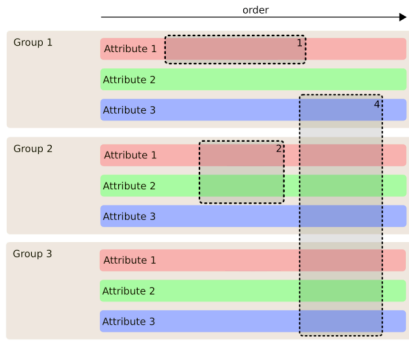 order
Group 1
Attribute 1
1
Attribute 2
Attribute 3
4
Group 2
Attribute 1
2
Attribute 2
Attribute 3
Group 3
Attribute 1
Attribute 2
Attribute 3